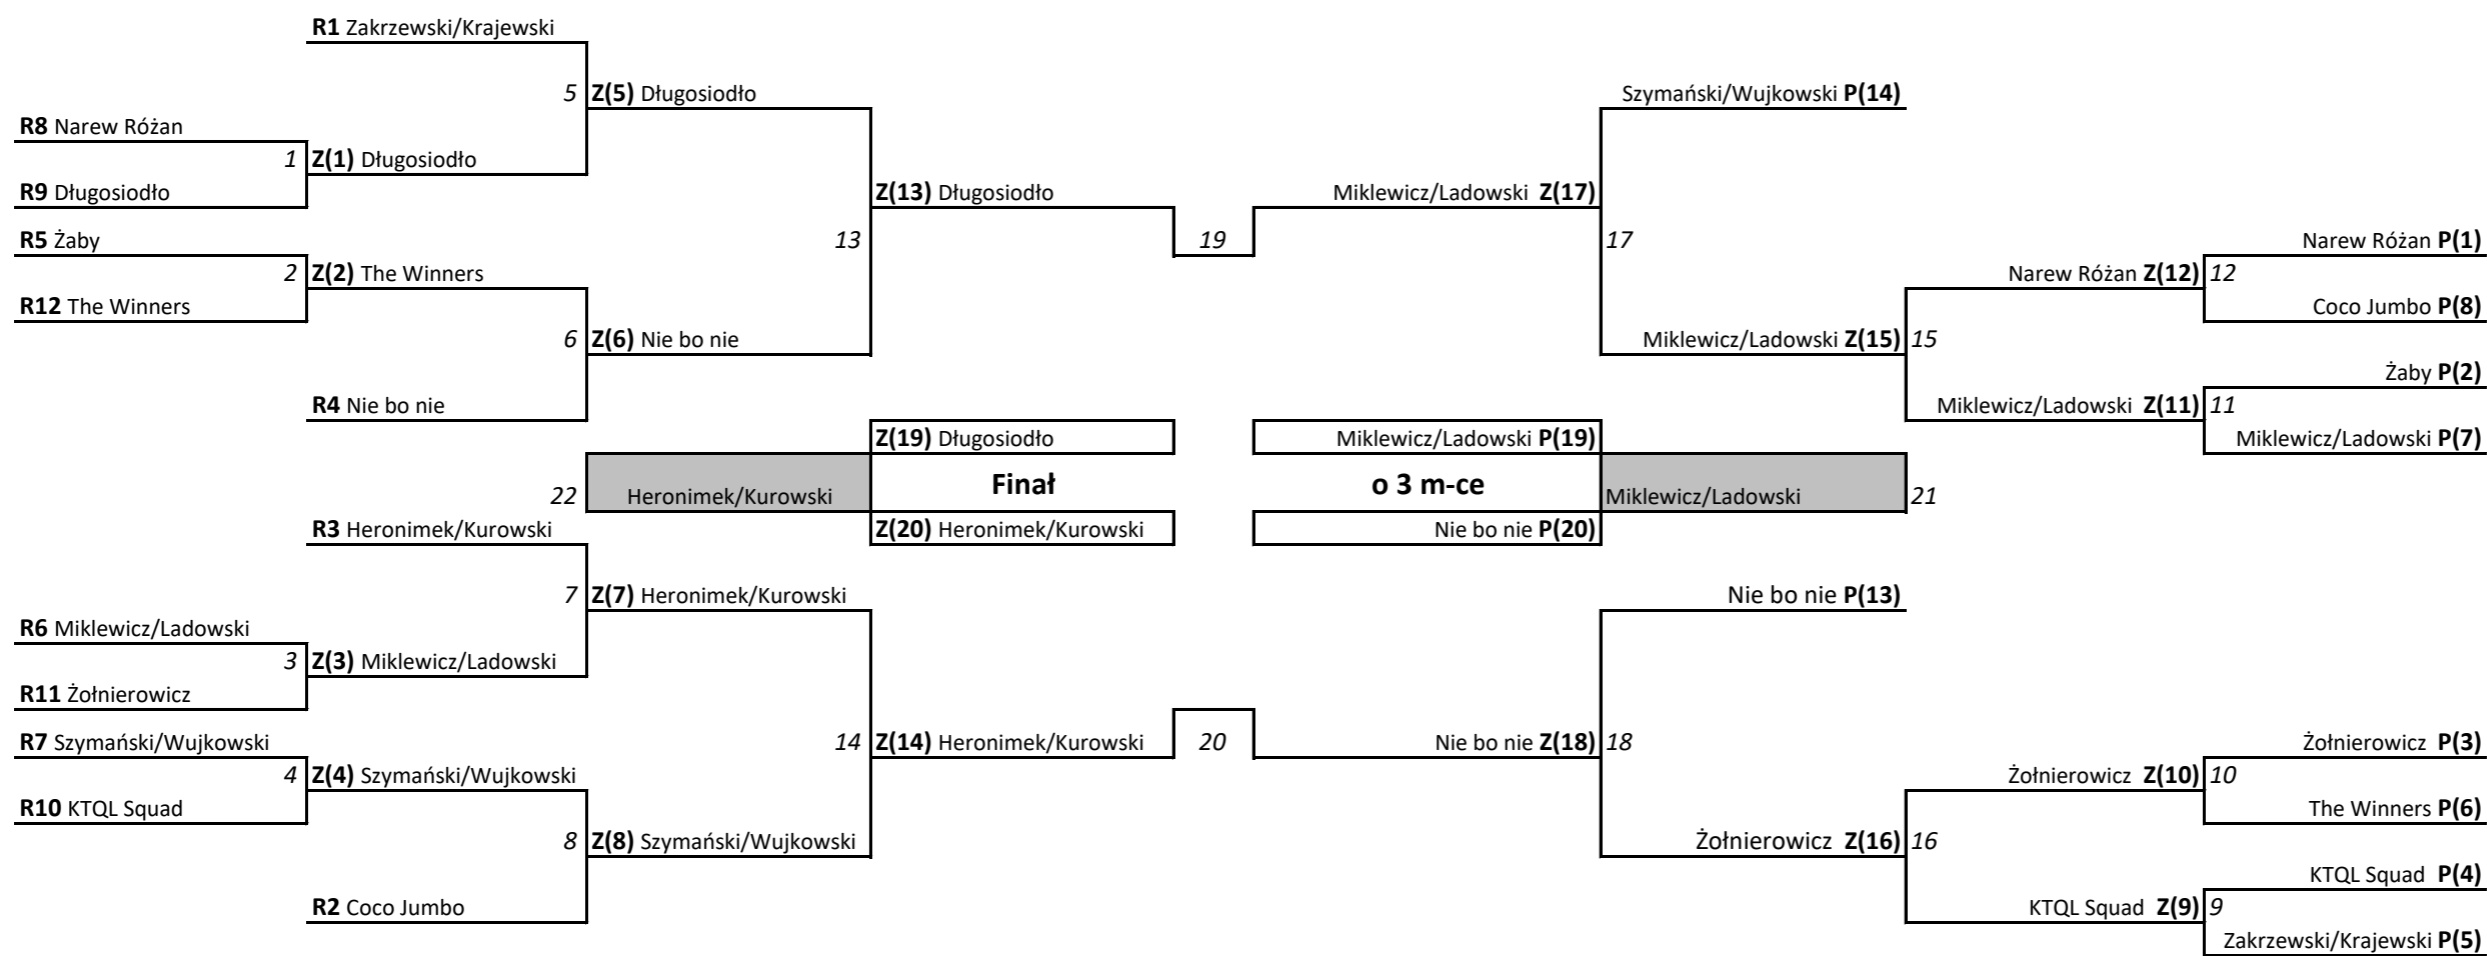 R1 Zakrzewski/Krajewski
5 Z(5) Długosiodło
Szymański/Wujkowski P(14)
R8 Narew Różan
1 Z(1) Długosiodło
R9 Długosiodło
Z(13) Długosiodło
Miklewicz/Ladowski Z(17)
R5 Żaby
13
19
17
Narew Różan P(1)
2 Z(2) The Winners
Narew Różan Z(12) 12
R12 The Winners
Coco Jumbo P(8)
6 Z(6) Nie bo nie
Miklewicz/Ladowski Z(15) 15
Żaby P(2)
R4 Nie bo nie
Miklewicz/Ladowski Z(11) 11
Z(19) Długosiodło
Miklewicz/Ladowski P(19)
Miklewicz/Ladowski P(7)
22 Heronimek/Kurowski
Finał
o 3 m-ce
Miklewicz/Ladowski 21
R3 Heronimek/Kurowski
Z(20) Heronimek/Kurowski
Nie bo nie P(20)
7 Z(7) Heronimek/Kurowski
Nie bo nie P(13)
R6 Miklewicz/Ladowski
3 Z(3) Miklewicz/Ladowski
R11 Żołnierowicz
R7 Szymański/Wujkowski
14 Z(14) Heronimek/Kurowski
20
Nie bo nie Z(18) 18
Żołnierowicz P(3)
4 Z(4) Szymański/Wujkowski
Żołnierowicz Z(10) 10
R10 KTQL Squad
The Winners P(6)
8 Z(8) Szymański/Wujkowski
Żołnierowicz Z(16) 16
KTQL Squad P(4)
R2 Coco Jumbo
KTQL Squad Z(9) 9
Zakrzewski/Krajewski P(5)